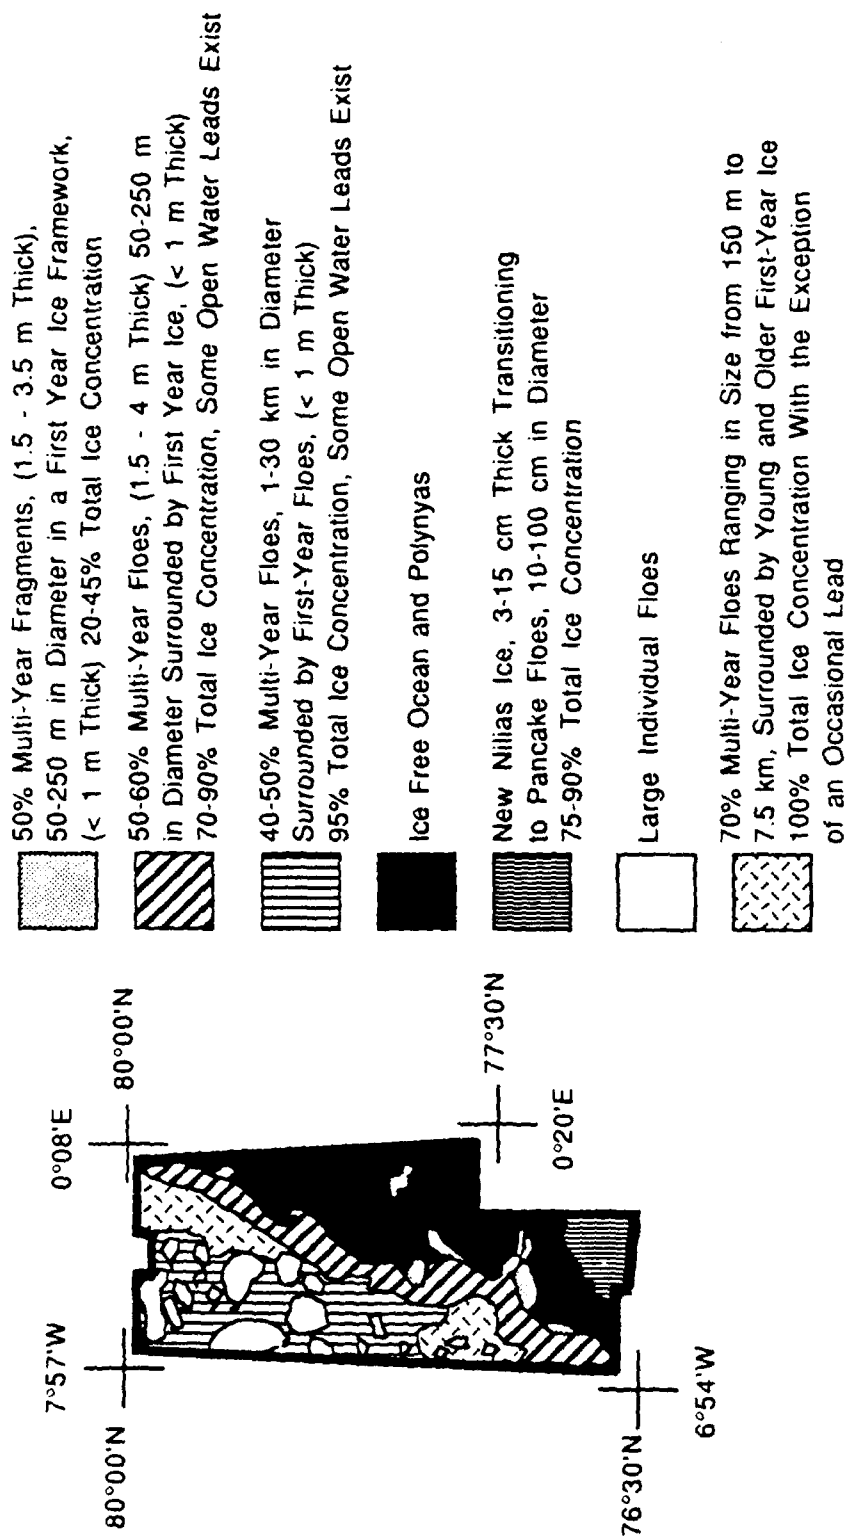 50% Multi-Year Fragments, (1.5 - 3.5 m Thick),
50-250 m in Diameter in a First Year Ice Framework,
(< 1 m Thick) 20-45% Total Ice Concentration
50-60% Multi-Year Floes, (1.5 - 4 m Thick) 50-250 m
in Diameter Surrounded by First Year Ice, (< 1 m Thick)
70-90% Total Ice Concentration, Some Open Water Leads Exist
40-50% Multi-Year Floes, 1-30 km in Diameter
Surrounded by First-Year Floes, (< 1 m Thick)
95% Total Ice Concentration, Some Open Water Leads Exist
Ice Free Ocean and Polynyas
New Nilias Ice, 3-15 cm Thick Transitioning
to Pancake Floes, 10-100 cm in Diameter
75-90% Total Ice Concentration
Large Individual Floes
70% Multi-Year Floes Ranging in Size from 150 m to
7.5 km, Surrounded by Young and Older First-Year Ice
100% Total Ice Concentration With the Exception
of an Occasional Lead
7°57'W
0°08'E
80°00'N
80°00'N
77°30'N
0°20'E
76°30'N
6°54'W